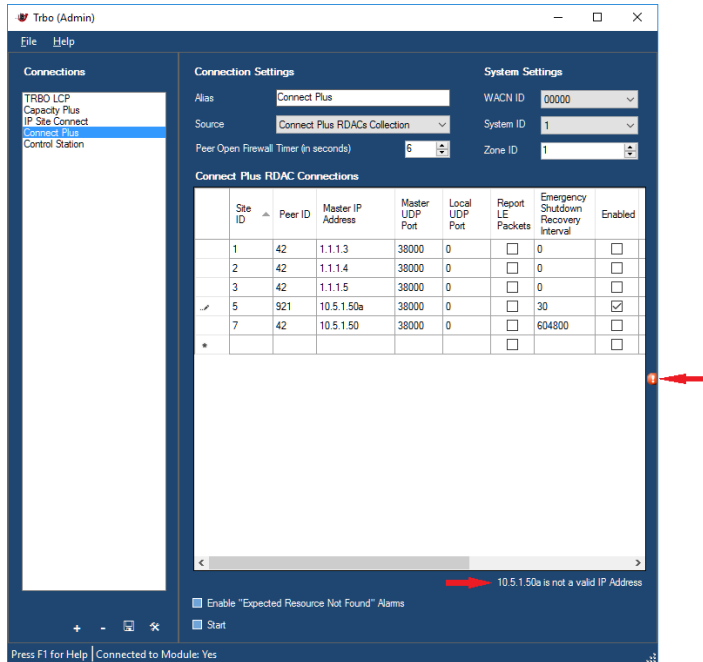 Trbo (Admin)
File Help
Connections
TRBO LCP
Capacity Plus
IP Site Connect
Connect Plus
Control Station
Connection Settings
System Settings
Alias Connect Plus
WACN ID 00000
Source Connect Plus RDACs Collection
System ID 1
Peer Open Firewall Timer (in seconds) 6
Zone ID 1
Connect Plus RDAC Connections
Site ID Peer ID Master IP Address Master UDP Port Local UDP Port Report LE Packets Emergency Shutdown Recovery Interval Enabled
1 42 1.1.1.3 38000 0 0
2 42 1.1.1.4 38000 0 0
3 42 1.1.1.5 38000 0 0
5 921 10.5.1.50a 38000 0 30
7 42 10.5.1.50 38000 0 604800
10.5.1.50a is not a valid IP Address
Enable "Expected Resource Not Found" Alarms
Start
Press F1 for Help Connected to Module: Yes